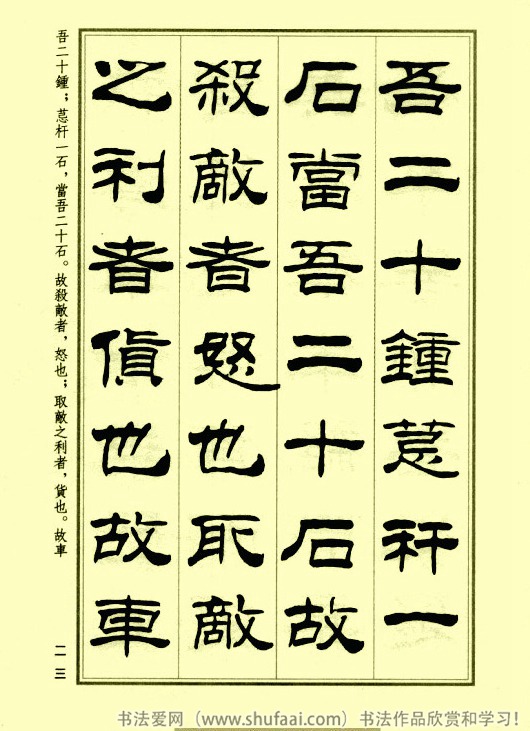 吾二十鍾萁秆一
石當吾二十石故
殺敵者怒也取敵
之利者貨也故車
吾二十鍾；萁杆一石，當吾二十石。故殺敵者，怒也；取敵之利者，貨也。故車
二三
书法爱网（www.shufaai.com）书法作品欣赏和学习！